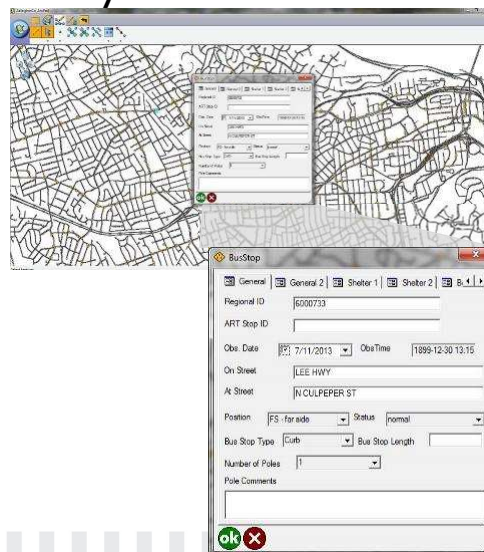 BusStop
General General 2 Shelter 1 Shelter 2
Regional ID 6000733
ART Stop ID
Obs. Date 7/11/2013 ObsTime 1899-12-30 13:15
On Street LEE HWY
At Street N CULPEPER ST
Position FS - far side Status normal
Bus Stop Type Curb Bus Stop Length
Number of Poles 1
Pole Comments
ok